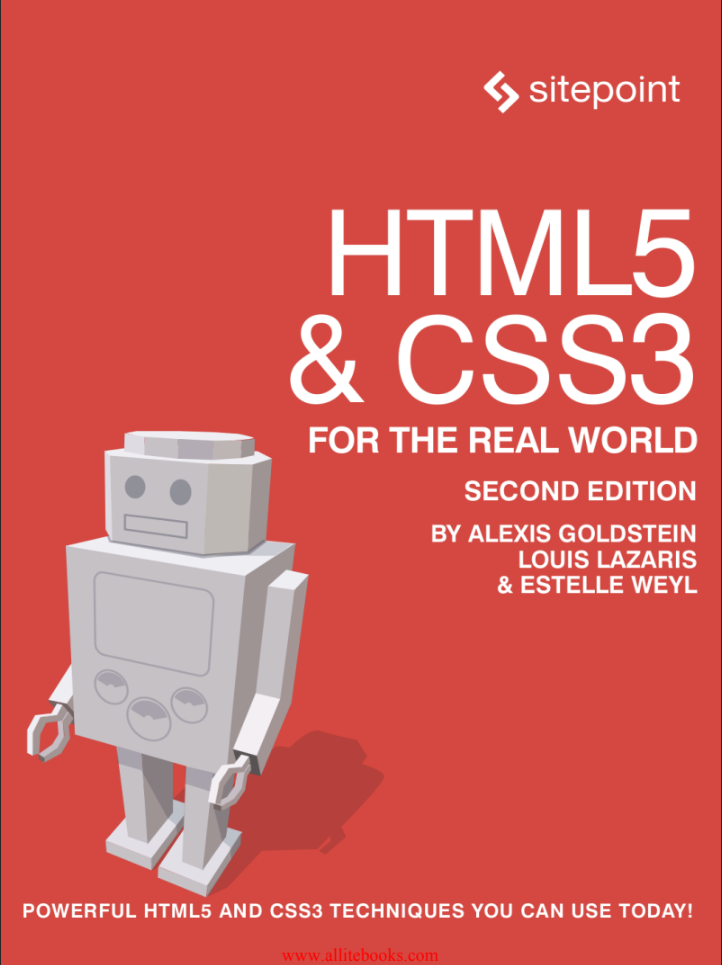 sitepoint
HTML5
& CSS3
FOR THE REAL WORLD
SECOND EDITION
BY ALEXIS GOLDSTEIN
LOUIS LAZARIS
& ESTELLE WEYL
POWERFUL HTML5 AND CSS3 TECHNIQUES YOU CAN USE TODAY!
www.allitebooks.com